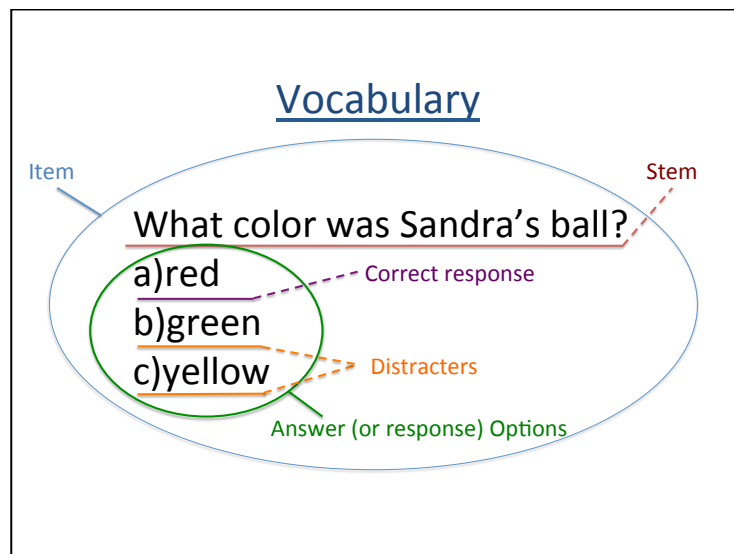 Vocabulary
Item
Stem
What color was Sandra's ball?
a)red
Correct response
b)green
c)yellow
Distracters
Answer (or response) Options